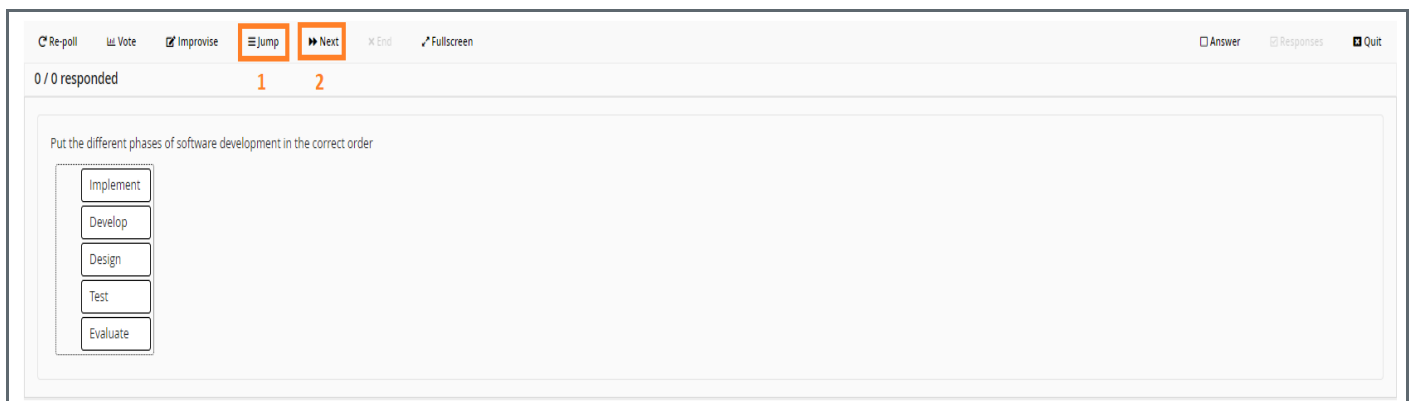 Re-poll Vote Improvise Jump Next End Fullscreen Answer Responses Quit
0 / 0 responded
1 2
Put the different phases of software development in the correct order
Implement
Develop
Design
Test
Evaluate